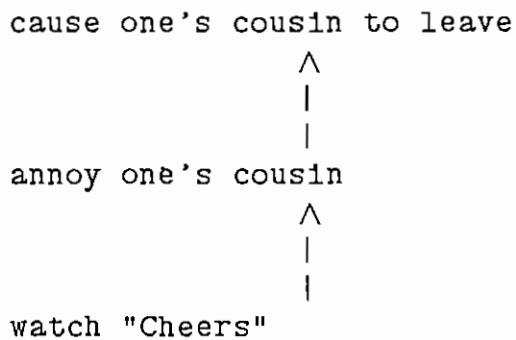 cause one's cousin to leave
annoy one's cousin
watch "Cheers"